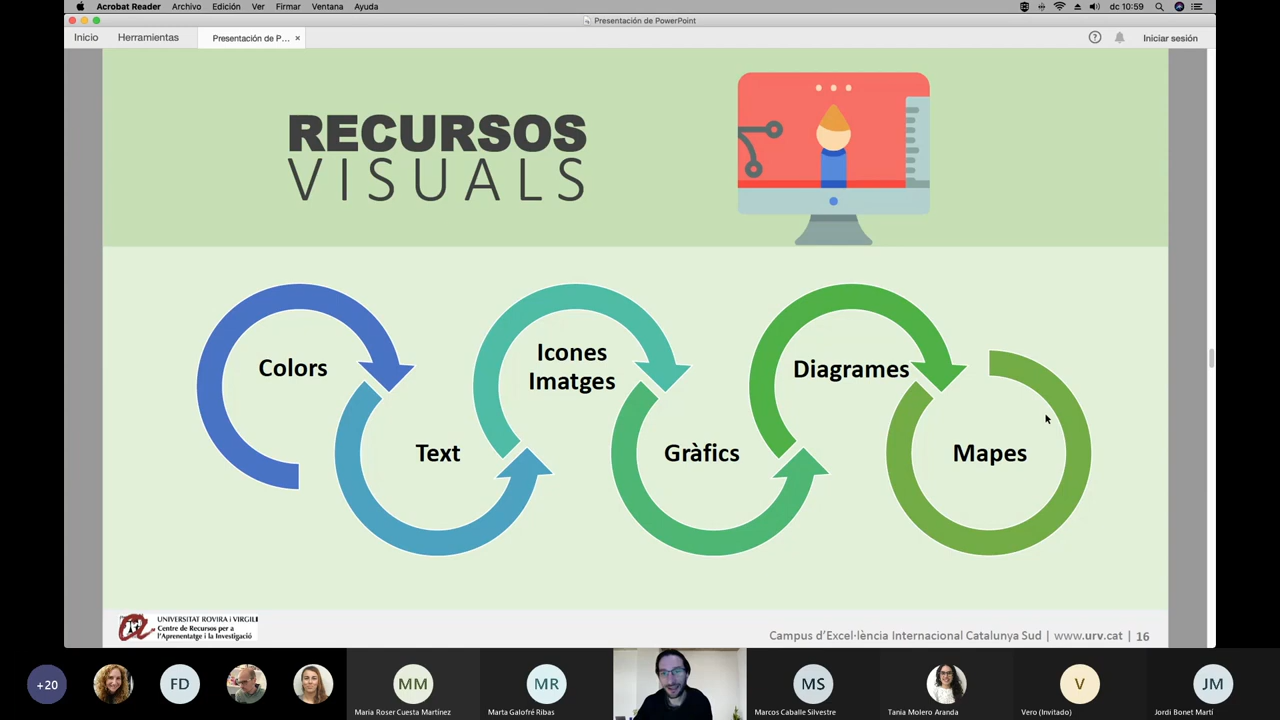 Acrobat Reader Archivo Edición Ver Firmar Ventana Ayuda dc 10:59
Presentación de PowerPoint
Inicio Herramientas Presentación de P... × ? Iniciar sesión
RECURSOS
VISUALS
Colors
Text
Icones
Imatges
Gràfics
Diagrames
Mapes
UNIVERSITAT ROVIRA i VIRGILI
Centre de Recursos per a
l'Aprenentatge i la Investigació
Campus d'Excel·lència Internacional Catalunya Sud | www.urv.cat | 16
+20 FD MM MR MS V JM
Maria Roser Cuesta Martínez Marta Galofré Ribas Marcos Caballe Silvestre Tania Molero Aranda Vero (Invitado) Jordi Bonet Martí